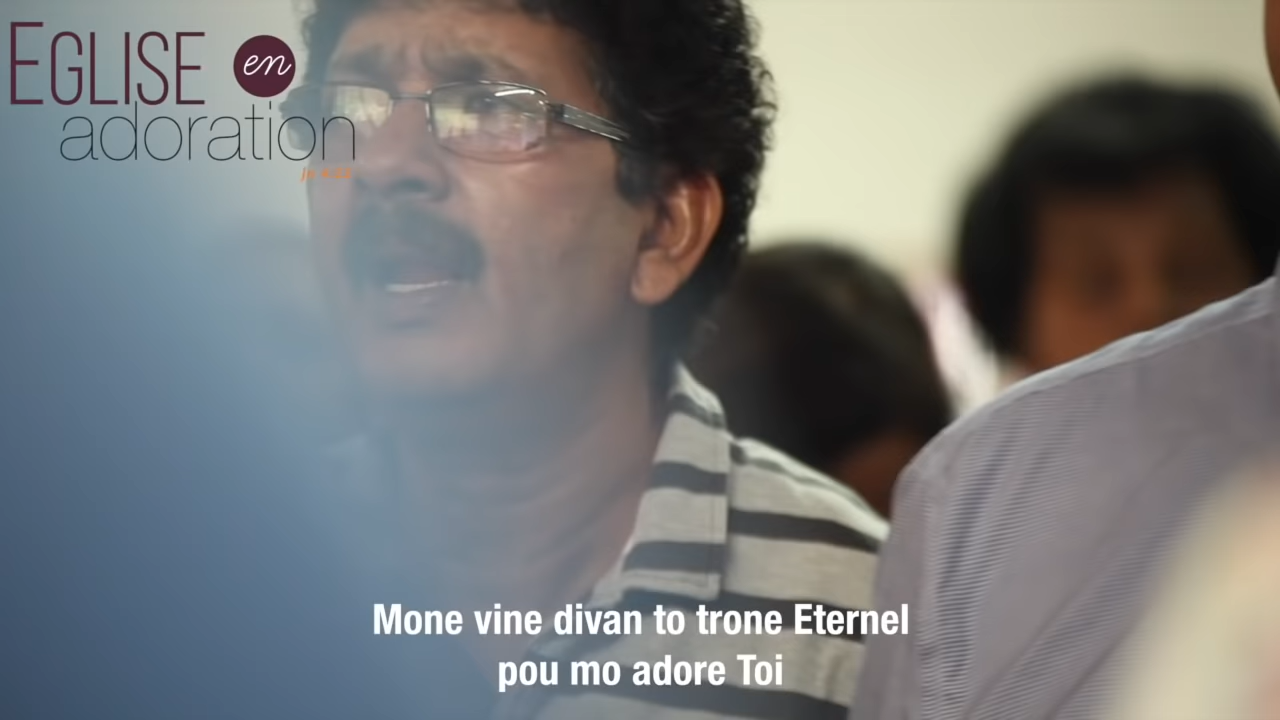 EGLISE en
adoration
Mone vine divan to trone Eternel
pou mo adore Toi